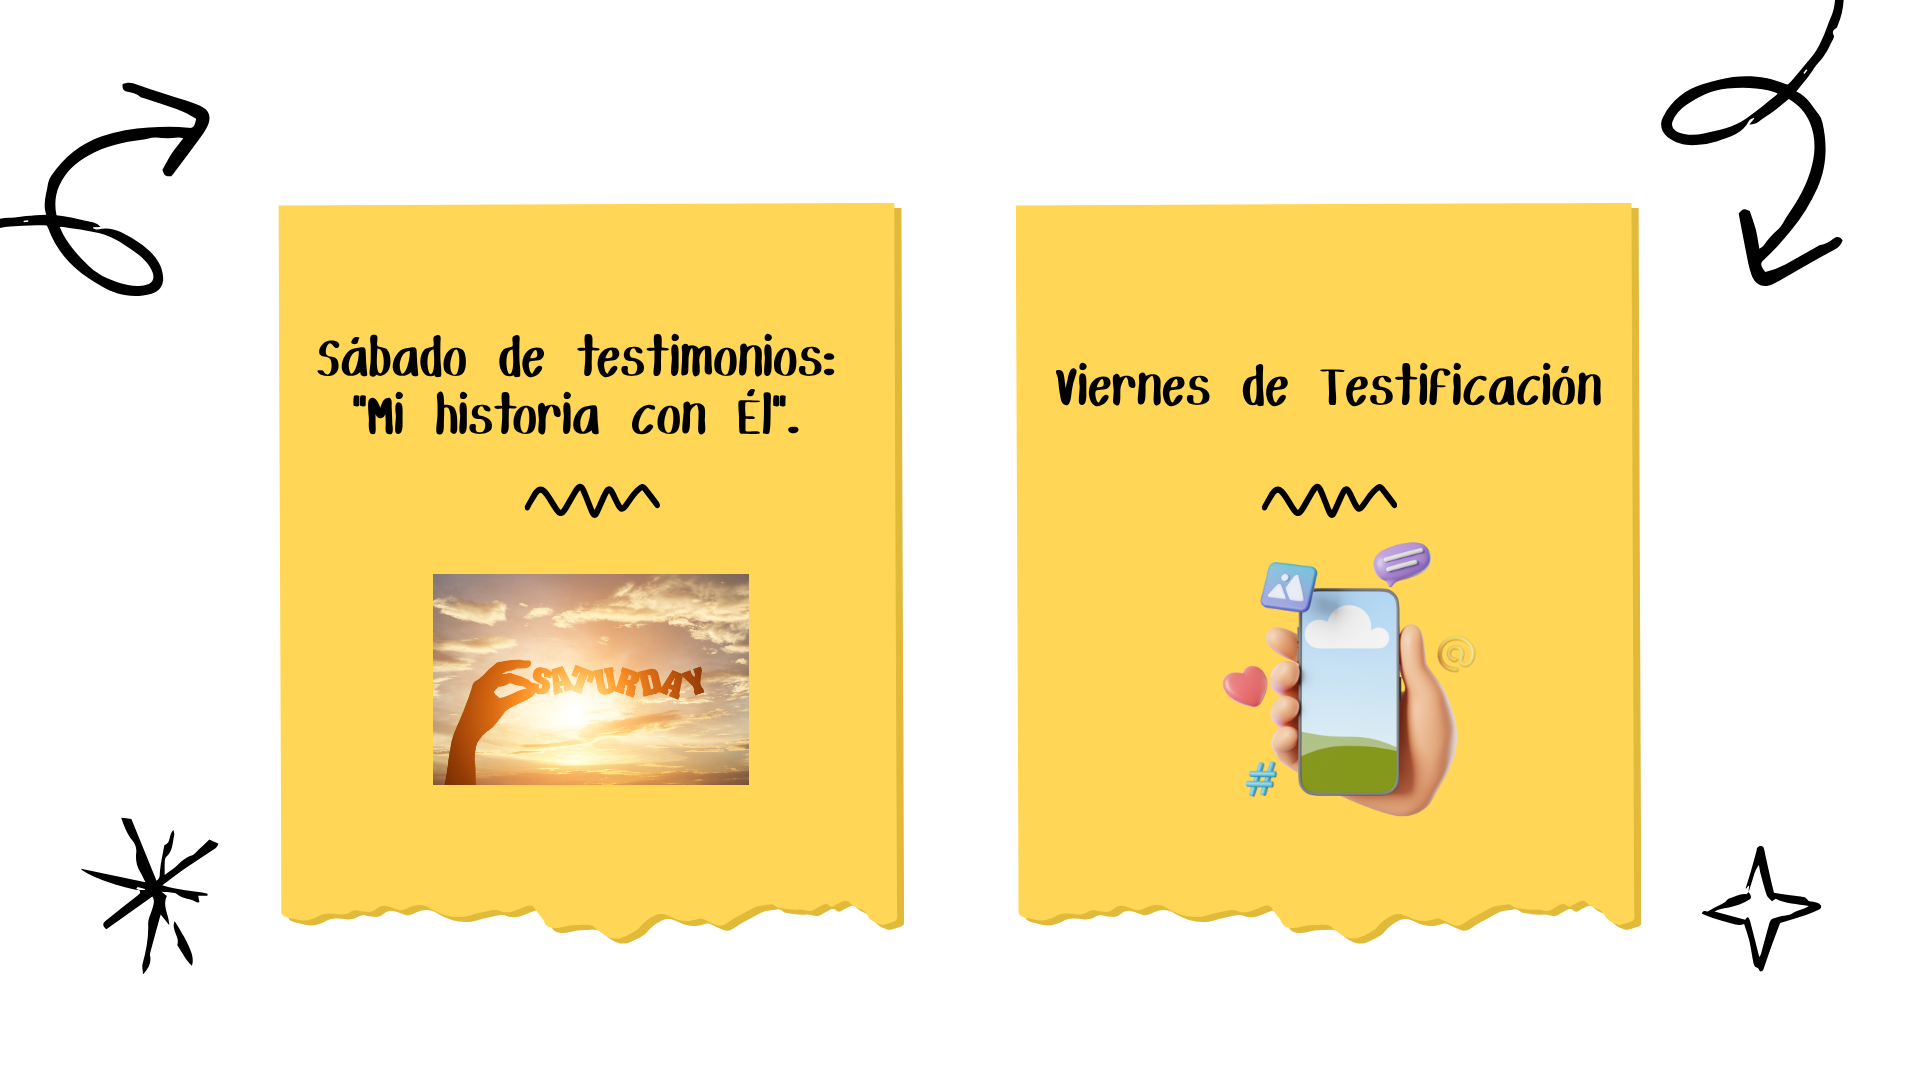 Sábado de testimonios:
"Mi historia con Él".
SATURDAY
Viernes de Testificación
@
#